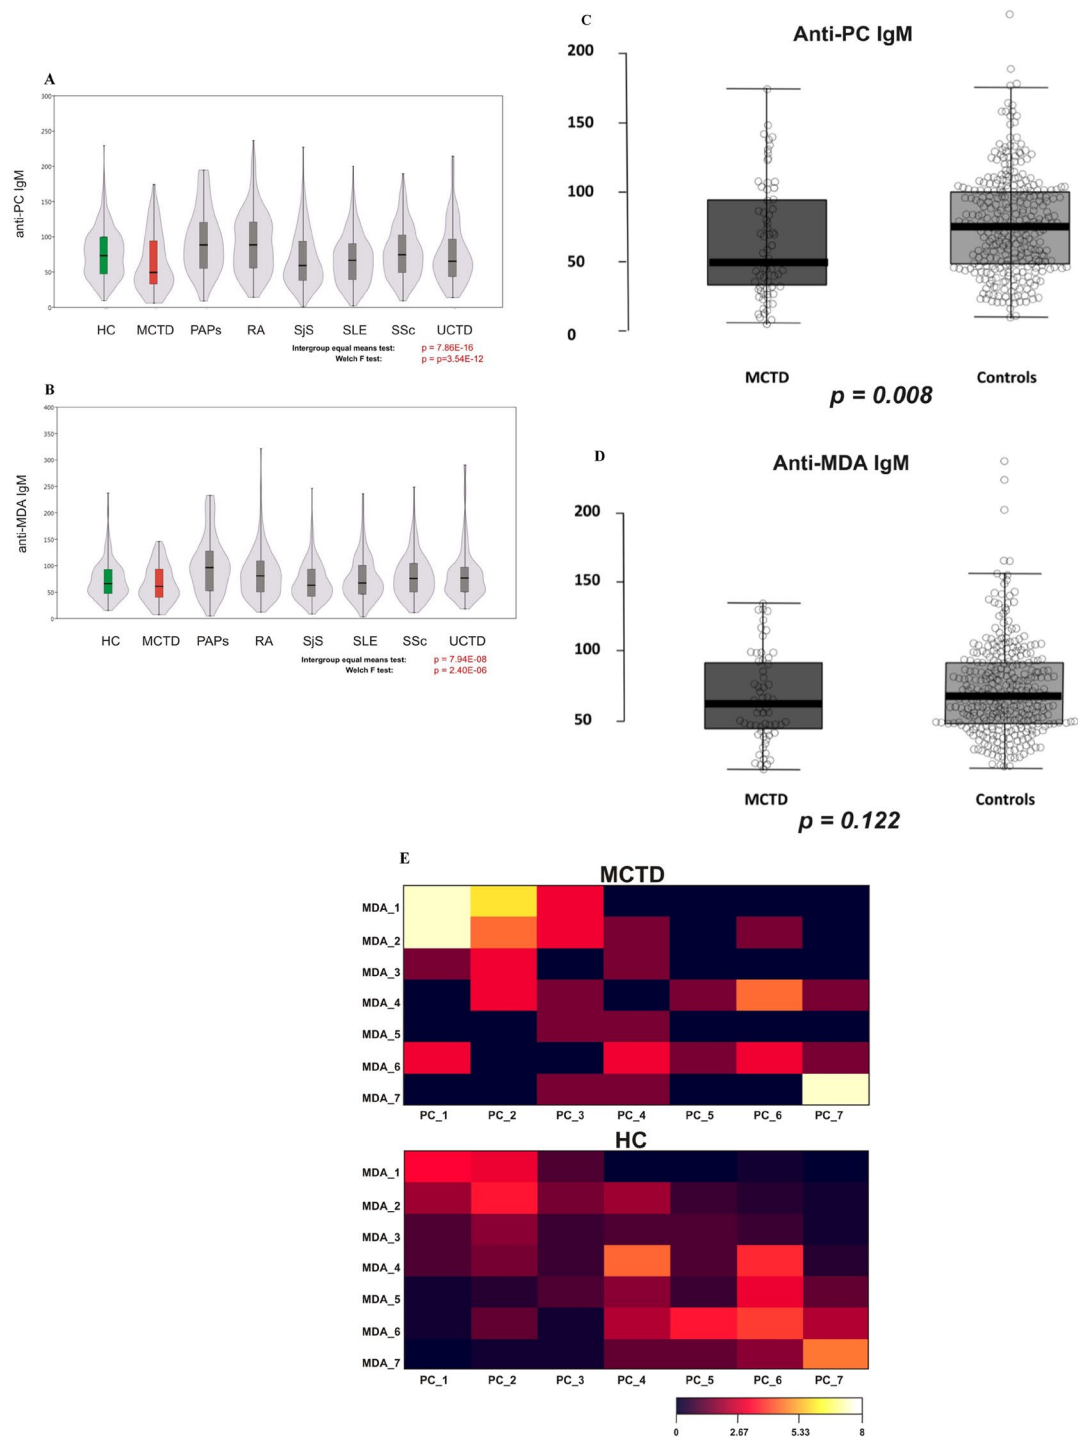 A
300
250
200
150
100
50
0
anti-PC IgM
HC MCTD PAPs RA SjS SLE SSc UCTD
Intergroup equal means test: p = 7.86E-16
Welch F test: p = p=3.54E-12
B
400
350
300
250
200
150
100
50
0
anti-MDA IgM
HC MCTD PAPs RA SjS SLE SSc UCTD
Intergroup equal means test: p = 7.94E-08
Welch F test: p = 2.40E-06
C
Anti-PC IgM
200
150
100
50
0
MCTD Controls
p = 0.008
D
Anti-MDA IgM
200
150
100
50
MCTD Controls
p = 0.122
E
MCTD
MDA_1
MDA_2
MDA_3
MDA_4
MDA_5
MDA_6
MDA_7
PC_1 PC_2 PC_3 PC_4 PC_5 PC_6 PC_7
HC
MDA_1
MDA_2
MDA_3
MDA_4
MDA_5
MDA_6
MDA_7
PC_1 PC_2 PC_3 PC_4 PC_5 PC_6 PC_7
0 2.67 5.33 8